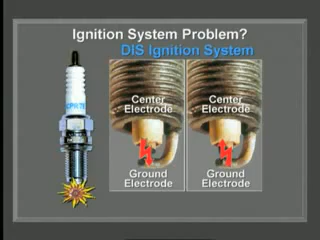 Ignition System Problem?
DIS Ignition System
Center
Electrode
Center
Electrode
Ground
Electrode
Ground
Electrode